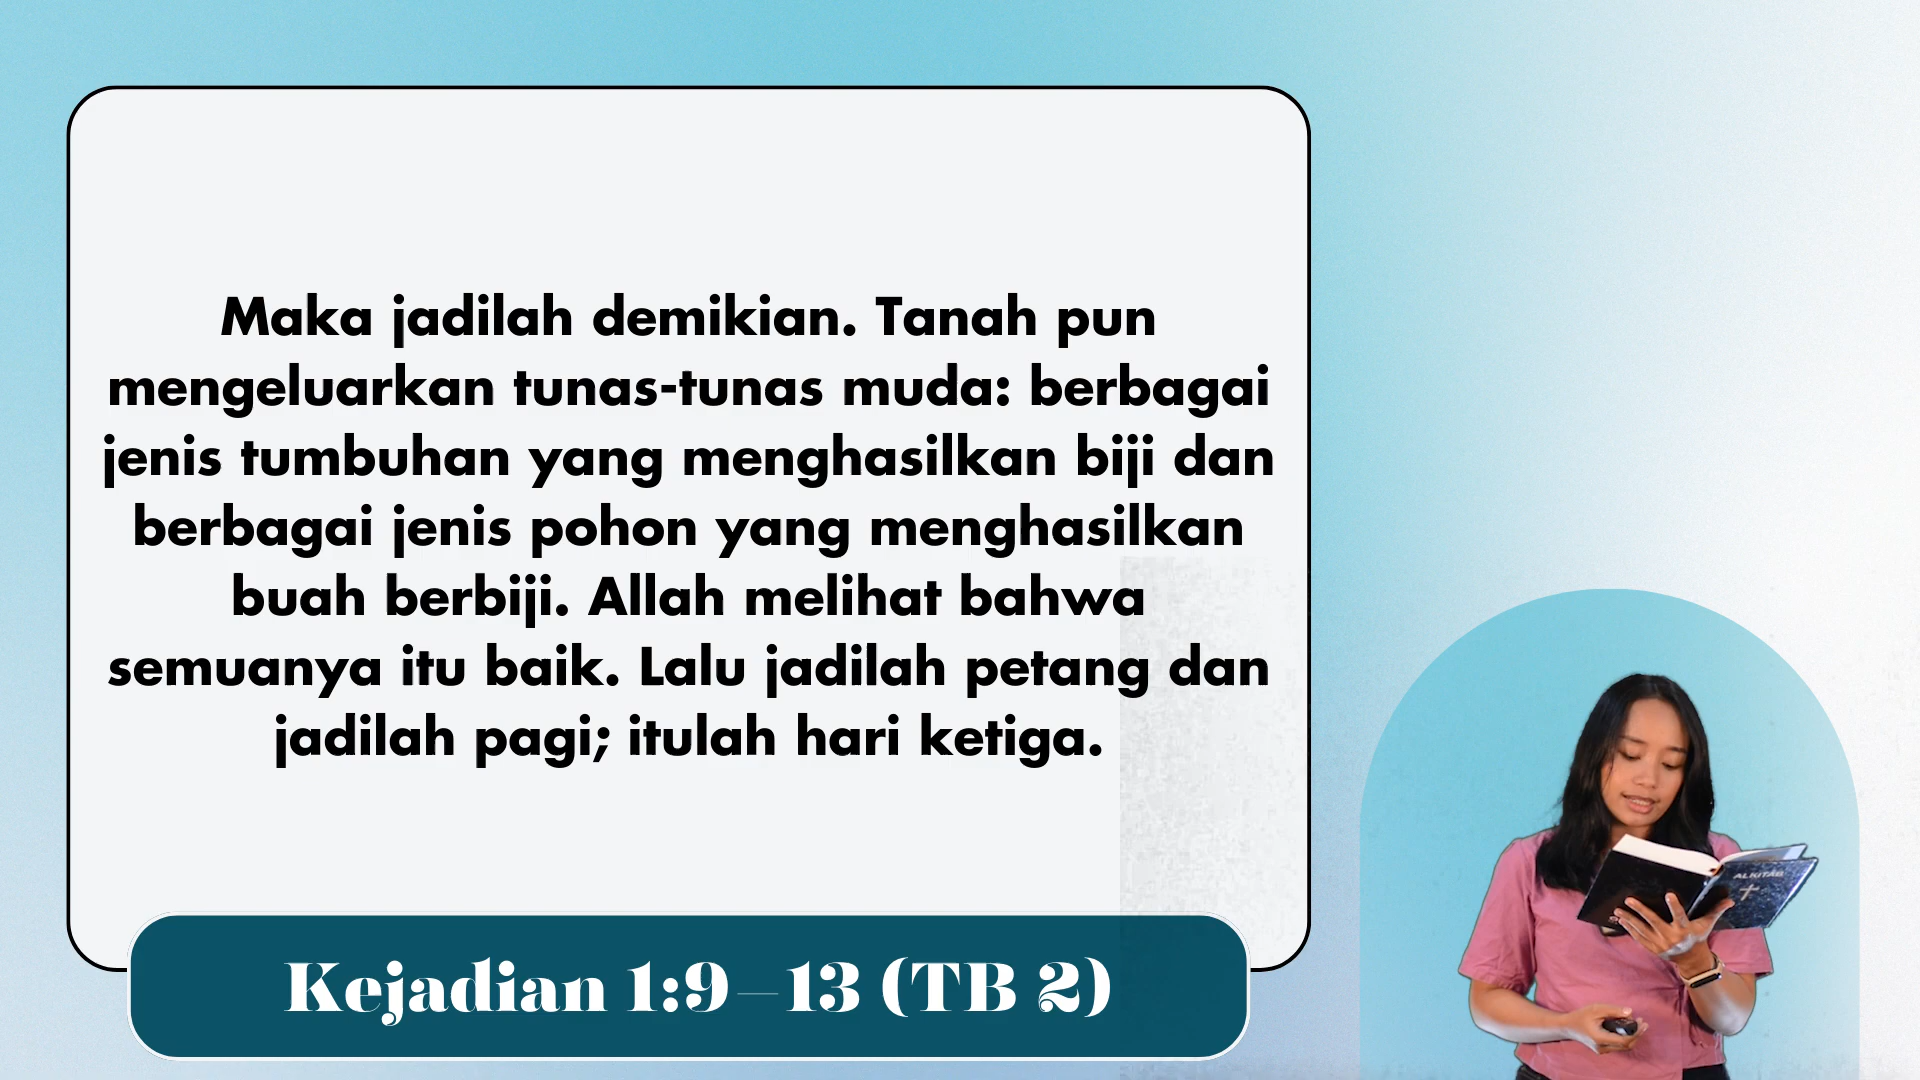 Maka jadilah demikian. Tanah pun
mengeluarkan tunas-tunas muda: berbagai
jenis tumbuhan yang menghasilkan biji dan
berbagai jenis pohon yang menghasilkan
buah berbiji. Allah melihat bahwa
semuanya itu baik. Lalu jadilah petang dan
jadilah pagi; itulah hari ketiga.
Kejadian 1:9–13 (TB 2)
ALKITAB